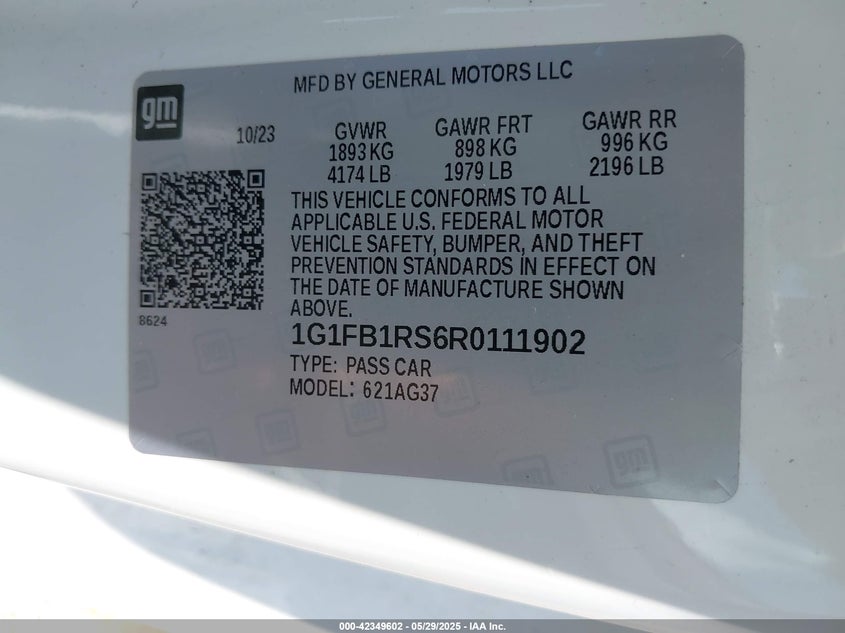 MFD BY GENERAL MOTORS LLC
gm
10/23
GVWR GAWR FRT GAWR RR
1893 KG 898 KG 996 KG
4174 LB 1979 LB 2196 LB
THIS VEHICLE CONFORMS TO ALL
APPLICABLE U.S. FEDERAL MOTOR
VEHICLE SAFETY, BUMPER, AND THEFT
PREVENTION STANDARDS IN EFFECT ON
THE DATE OF MANUFACTURE SHOWN
ABOVE.
8624
1G1FB1RS6R0111902
TYPE: PASS CAR
MODEL: 621AG37
gm
000-42349602 - 05/29/2025 - IAA Inc.